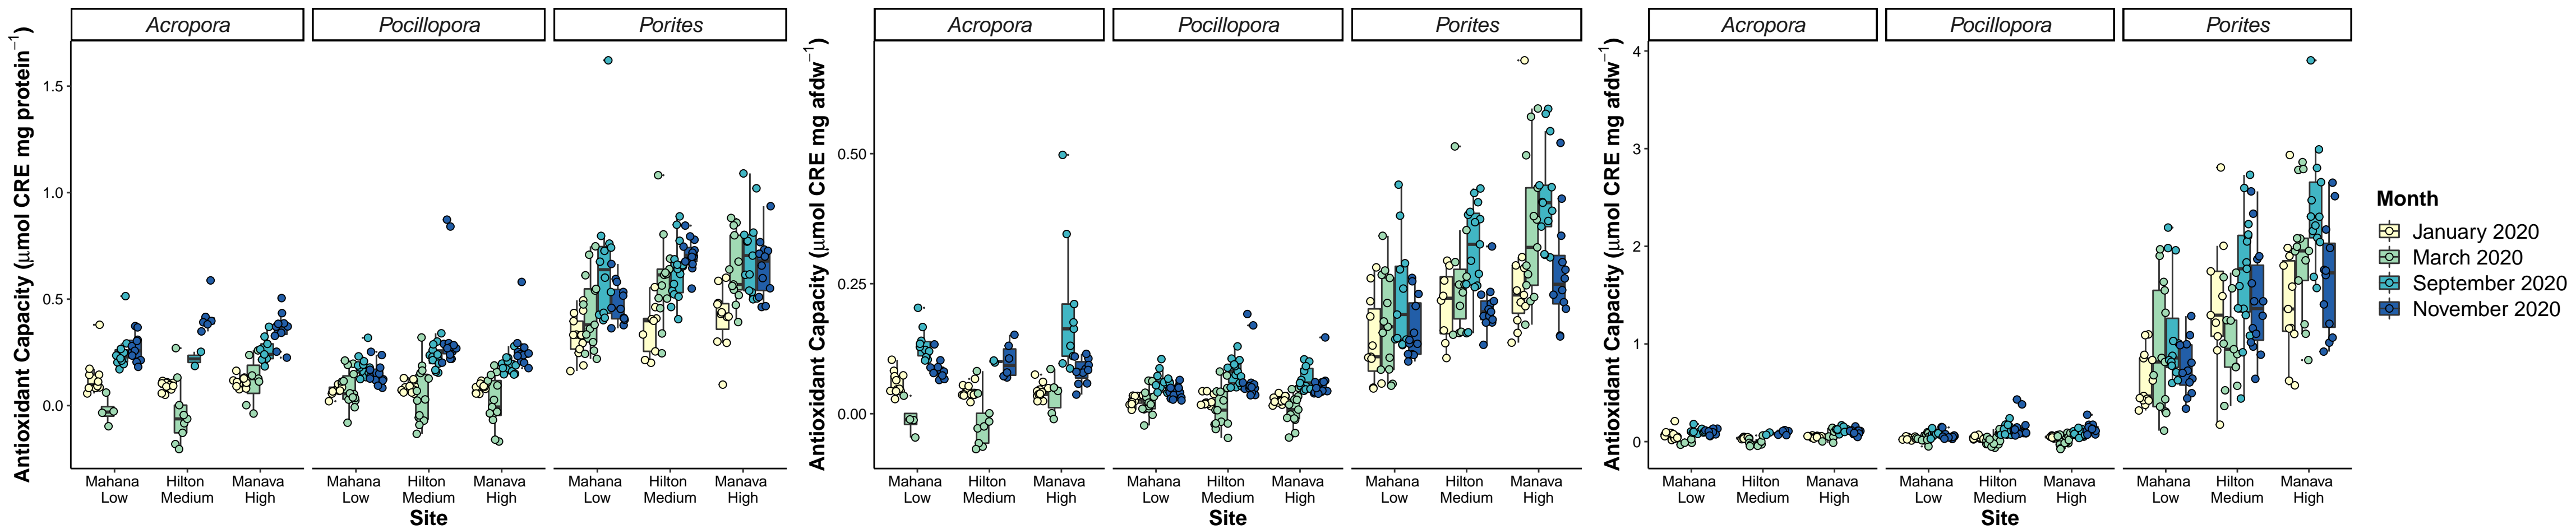 Acropora
Pocillopora
Porites
Antioxidant Capacity (μmol CRE mg protein⁻¹)
1.5
1.0
0.5
0.0
Mahana Low
Hilton Medium
Manava High
Mahana Low
Hilton Medium
Manava High
Mahana Low
Hilton Medium
Manava High
Site
Acropora
Pocillopora
Porites
Antioxidant Capacity (μmol CRE mg afdw⁻¹)
0.50
0.25
0.00
Mahana Low
Hilton Medium
Manava High
Mahana Low
Hilton Medium
Manava High
Mahana Low
Hilton Medium
Manava High
Site
Acropora
Pocillopora
Porites
Antioxidant Capacity (μmol CRE mg afdw⁻¹)
4
3
2
1
0
Mahana Low
Hilton Medium
Manava High
Mahana Low
Hilton Medium
Manava High
Mahana Low
Hilton Medium
Manava High
Site
Month
January 2020
March 2020
September 2020
November 2020